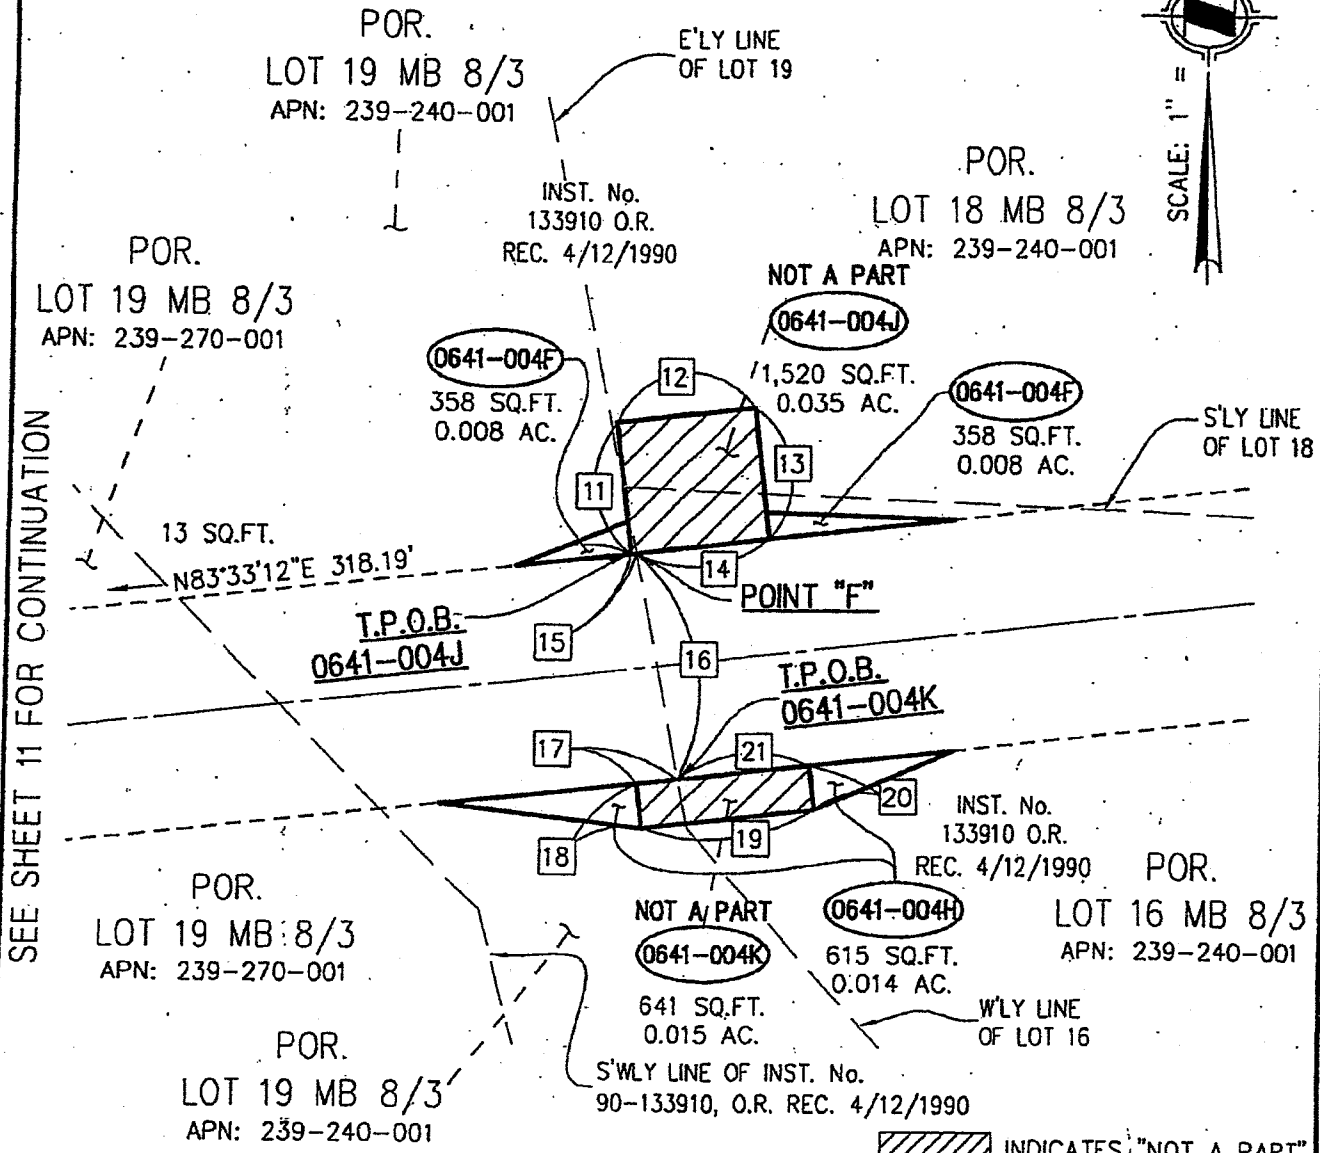 POR.
LOT 19 MB 8/3
APN: 239-240-001
E'LY LINE
OF LOT 19
SCALE: 1" =
INST. No.
133910 O.R.
REC. 4/12/1990
POR.
LOT 18 MB 8/3
APN: 239-240-001
POR.
LOT 19 MB 8/3
APN: 239-270-001
NOT A PART
0641-004J
1,520 SQ.FT.
0.035 AC.
0641-004F
358 SQ.FT.
0.008 AC.
12
0641-004F
358 SQ.FT.
0.008 AC.
S'LY LINE
OF LOT 18
11
13
13 SQ.FT.
N83°33'12"E 318.19'
14
POINT "F"
T.P.O.B.
0641-004J
15
16
T.P.O.B.
0641-004K
SEE SHEET 11 FOR CONTINUATION
17
21
20
18
19
INST. No.
133910 O.R.
REC. 4/12/1990
POR.
LOT 16 MB 8/3
APN: 239-240-001
POR.
LOT 19 MB 8/3
APN: 239-270-001
NOT A PART
0641-004K
641 SQ.FT.
0.015 AC.
0641-004H
615 SQ.FT.
0.014 AC.
W'LY LINE
OF LOT 16
POR.
LOT 19 MB 8/3
APN: 239-240-001
S'WLY LINE OF INST. No.
90-133910, O.R. REC. 4/12/1990
INDICATES "NOT A PART"